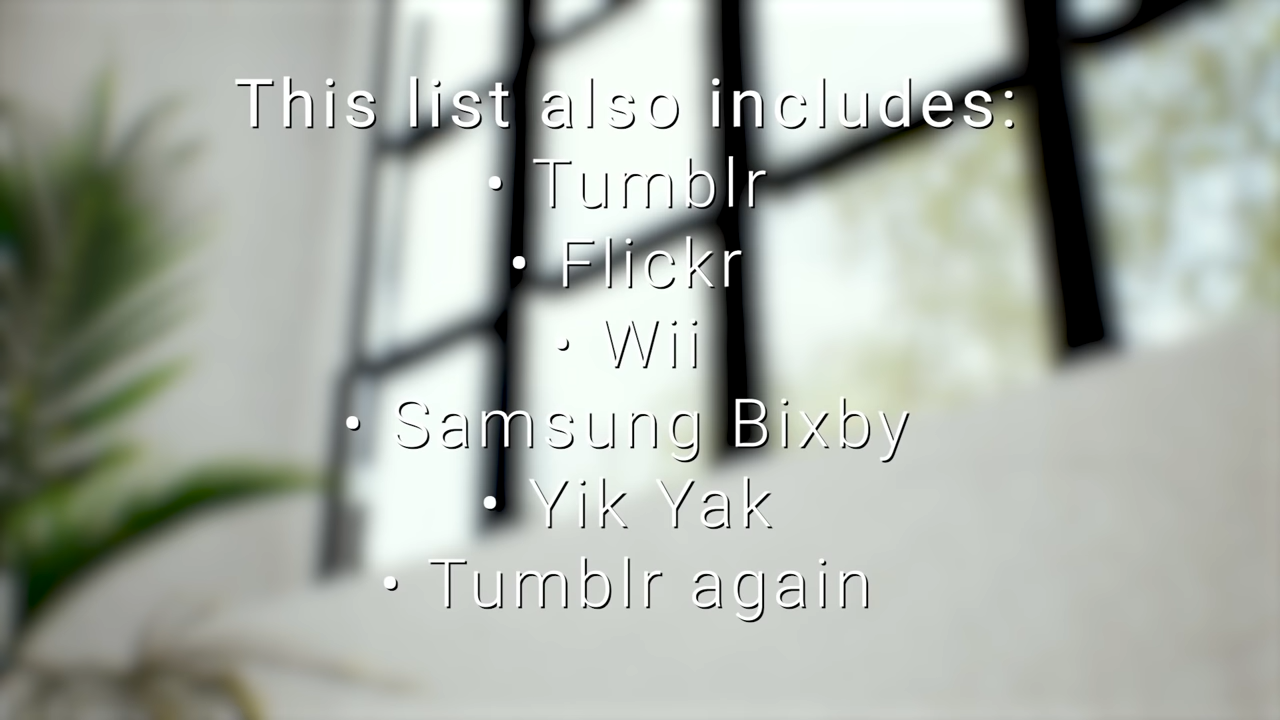 This list also includes:
• Tumblr
• Flickr
• Wii
• Samsung Bixby
• Yik Yak
• Tumblr again